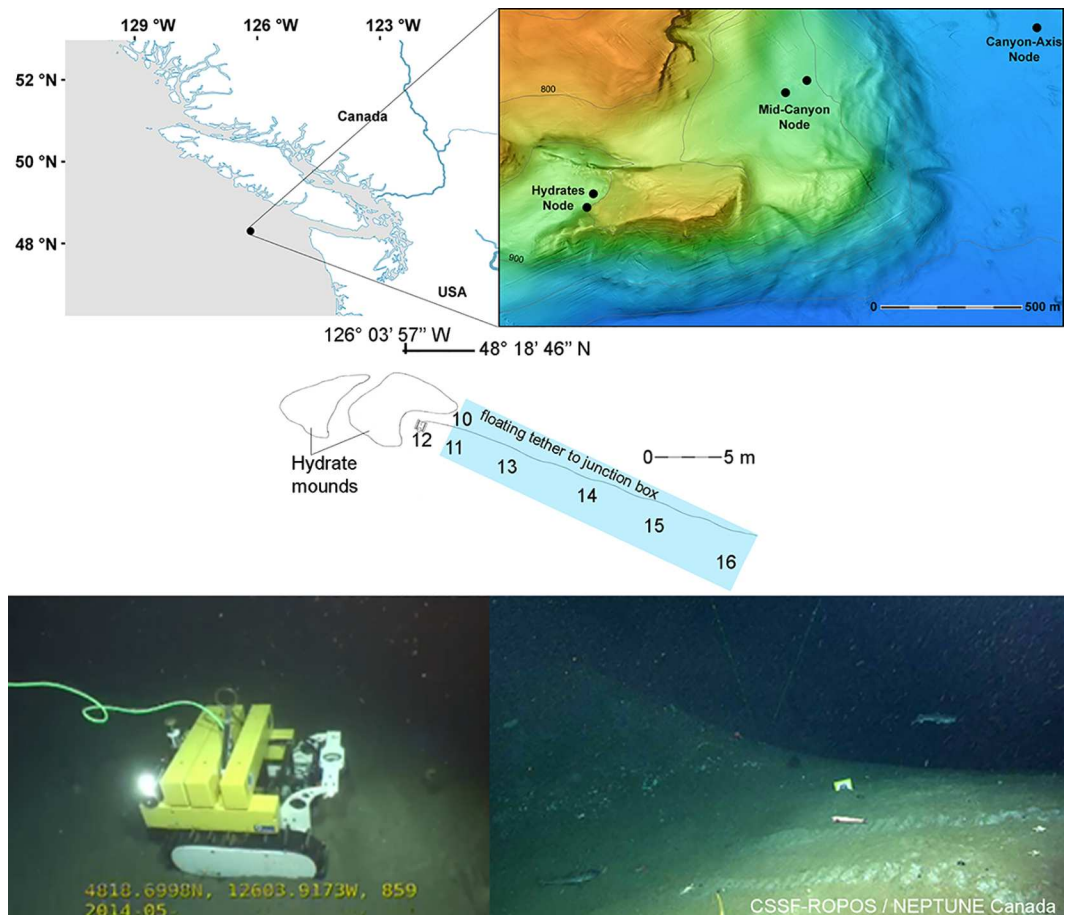 129 °W
126 °W
123 °W
52 °N
50 °N
48 °N
Canada
USA
800
900
Canyon-Axis
Node
Mid-Canyon
Node
Hydrates
Node
0
500 m
126° 03’ 57” W
48° 18’ 46” N
Hydrate
mounds
10
11
12
13
14
15
16
floating tether to junction box
0
5 m
4818.6998N, 12603.9173W, 859
2014-05-
CSSF-ROPOS / NEPTUNE Canada